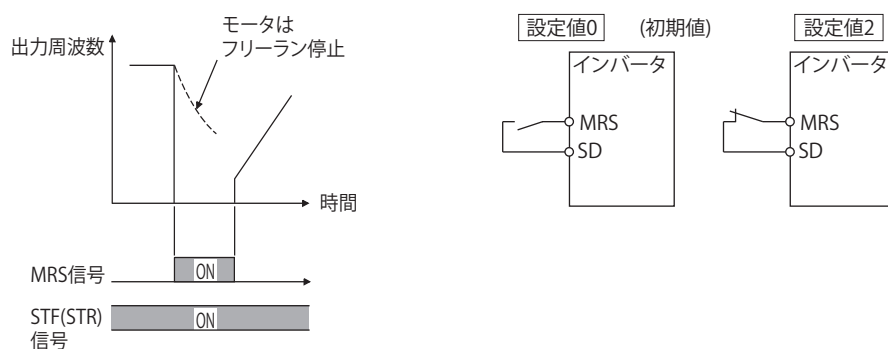 出力周波数
モータは
フリーラン停止
時間
MRS信号
ON
STF(STR)
信号
ON
設定値0
(初期値)
インバータ
MRS
SD
設定値2
インバータ
MRS
SD